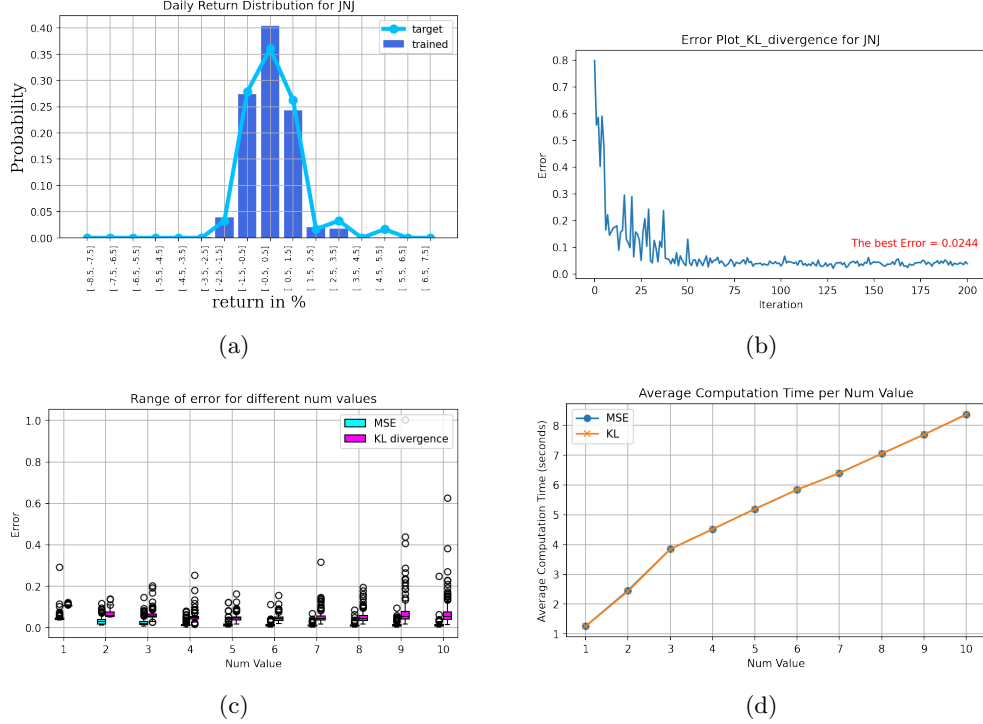 Daily Return Distribution for JNJ
target
trained
0.40
0.35
0.30
0.25
0.20
0.15
0.10
0.05
0.00
Probability
[ -8.5, -7.5]
[ -7.5, -6.5]
[ -6.5, -5.5]
[ -5.5, -4.5]
[ -4.5, -3.5]
[ -3.5, -2.5]
[ -2.5, -1.5]
[ -1.5, -0.5]
[ -0.5, 0.5]
[ 0.5, 1.5]
[ 1.5, 2.5]
[ 2.5, 3.5]
[ 3.5, 4.5]
[ 4.5, 5.5]
[ 5.5, 6.5]
[ 6.5, 7.5]
return in %
(a)
Error Plot_KL_divergence for JNJ
0.8
0.7
0.6
0.5
0.4
0.3
0.2
0.1
0.0
Error
The best Error = 0.0244
0 25 50 75 100 125 150 175 200
Iteration
(b)
Range of error for different num values
MSE
KL divergence
1.0
0.8
0.6
0.4
0.2
0.0
Error
1 2 3 4 5 6 7 8 9 10
Num Value
(c)
Average Computation Time per Num Value
MSE
KL
8
7
6
5
4
3
2
1
Average Computation Time (seconds)
1 2 3 4 5 6 7 8 9 10
Num Value
(d)